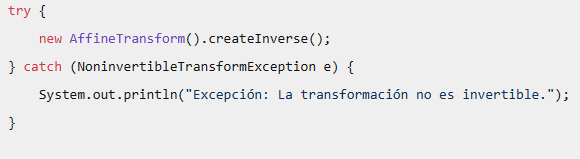 try {
    new AffineTransform().createInverse();
} catch (NoninvertibleTransformException e) {
    System.out.println("Excepción: La transformación no es invertible.");
}